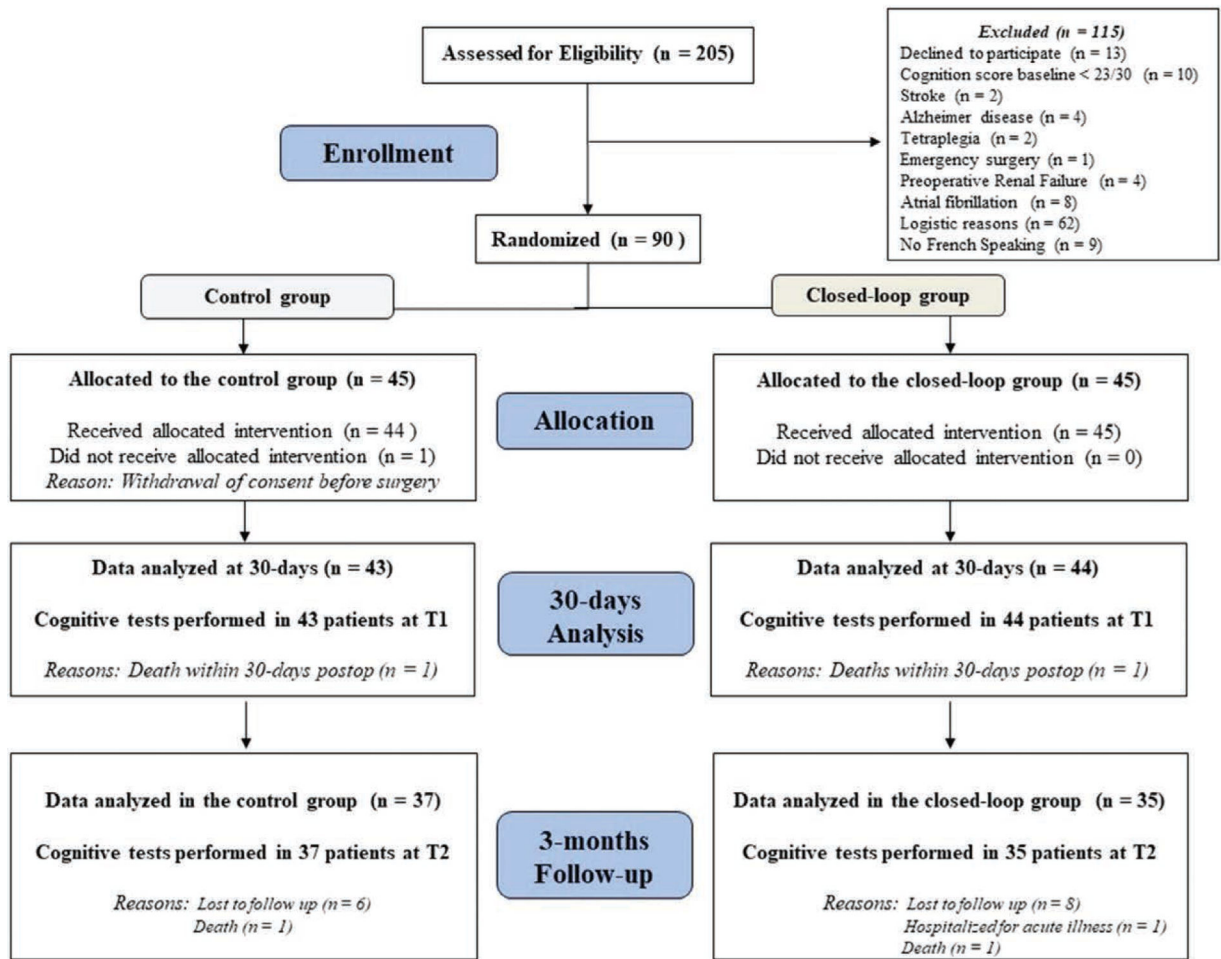 Assessed for Eligibility (n = 205)
Excluded (n = 115)
Declined to participate (n = 13)
Cognition score baseline < 23/30 (n = 10)
Stroke (n = 2)
Alzheimer disease (n = 4)
Tetraplegia (n = 2)
Emergency surgery (n = 1)
Preoperative Renal Failure (n = 4)
Atrial fibrillation (n = 8)
Logistic reasons (n = 62)
No French Speaking (n = 9)
Enrollment
Randomized (n = 90 )
Control group
Closed-loop group
Allocated to the control group (n = 45)
Received allocated intervention (n = 44 )
Did not receive allocated intervention (n = 1)
Reason: Withdrawal of consent before surgery
Allocation
Allocated to the closed-loop group (n = 45)
Received allocated intervention (n = 45)
Did not receive allocated intervention (n = 0)
Data analyzed at 30-days (n = 43)
Cognitive tests performed in 43 patients at T1
Reasons: Death within 30-days postop (n = 1)
30-days
Analysis
Data analyzed at 30-days (n = 44)
Cognitive tests performed in 44 patients at T1
Reasons: Deaths within 30-days postop (n = 1)
Data analyzed in the control group (n = 37)
Cognitive tests performed in 37 patients at T2
Reasons: Lost to follow up (n = 6)
Death (n = 1)
3-months
Follow-up
Data analyzed in the closed-loop group (n = 35)
Cognitive tests performed in 35 patients at T2
Reasons: Lost to follow up (n = 8)
Hospitalized for acute illness (n = 1)
Death (n = 1)